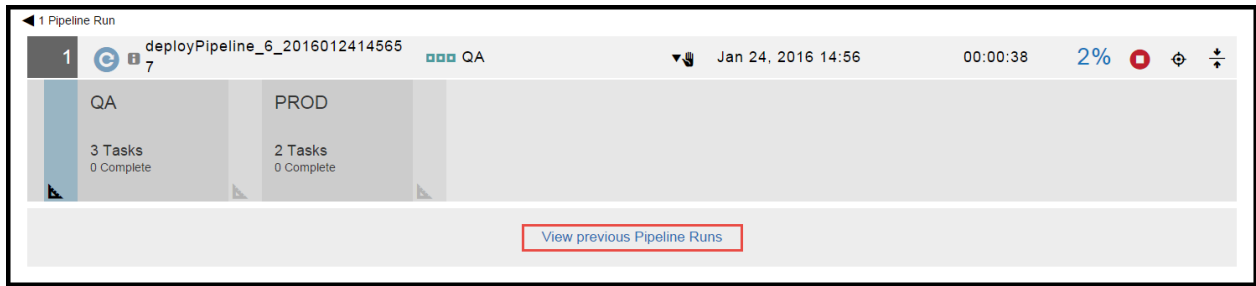 1 Pipeline Run
1 deployPipeline_6_2016012414565
7 QA Jan 24, 2016 14:56 00:00:38 2%
QA PROD
3 Tasks 2 Tasks
0 Complete 0 Complete
View previous Pipeline Runs